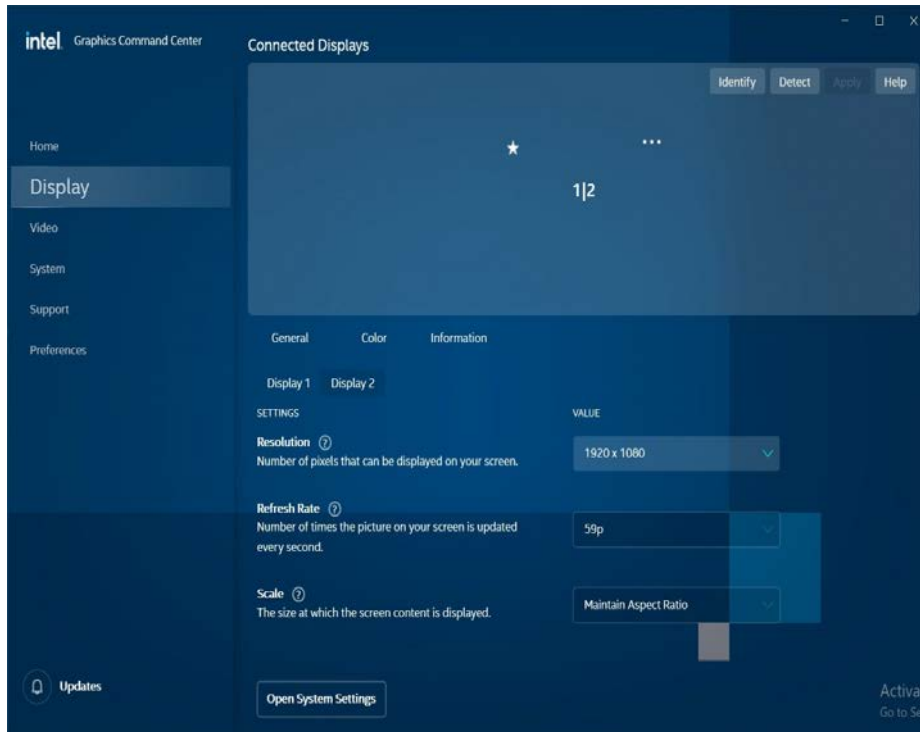 intel. Graphics Command Center
Connected Displays
Identify Detect Apply Help
Home
Display
Video
System
Support
Preferences
1|2
General Color Information
Display 1 Display 2
SETTINGS VALUE
Resolution ?
Number of pixels that can be displayed on your screen.
1920 x 1080
Refresh Rate ?
Number of times the picture on your screen is updated
every second.
59p
Scale ?
The size at which the screen content is displayed.
Maintain Aspect Ratio
Updates
Open System Settings
Activa
Go to Se